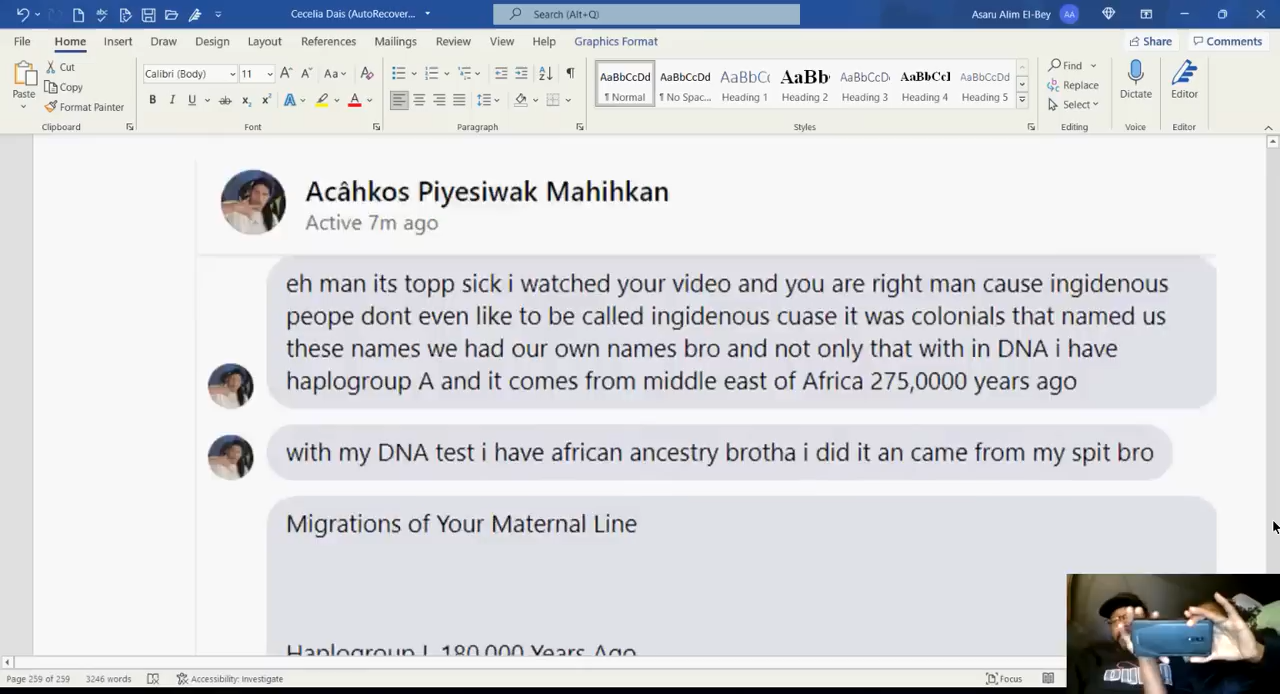 Cecelia Dais (AutoRecover...
Search (Alt+Q)
Asaru Alim El-Bey
AA
File
Home
Insert
Draw
Design
Layout
References
Mailings
Review
View
Help
Graphics Format
Share
Comments
Paste
Cut
Copy
Format Painter
Clipboard
Calibri (Body)
11
Font
Paragraph
AaBbCcDd
¶ Normal
AaBbCcDd
¶ No Spac...
AaBbC
Heading 1
AaBb
Heading 2
AaBbCcDd
Heading 3
AaBbCcI
Heading 4
AaBbCcDd
Heading 5
Styles
Find
Replace
Select
Editing
Dictate
Voice
Editor
Editor
Acâhkos Piyesiwak Mahihkan
Active 7m ago
eh man its topp sick i watched your video and you are right man cause ingidenous
peope dont even like to be called ingidenous cuase it was colonials that named us
these names we had our own names bro and not only that with in DNA i have
haplogroup A and it comes from middle east of Africa 275,0000 years ago
with my DNA test i have african ancestry brotha i did it an came from my spit bro
Migrations of Your Maternal Line
Haplogroup L 180,000 Years Ago
Page 259 of 259
3246 words
Accessibility: Investigate
Focus